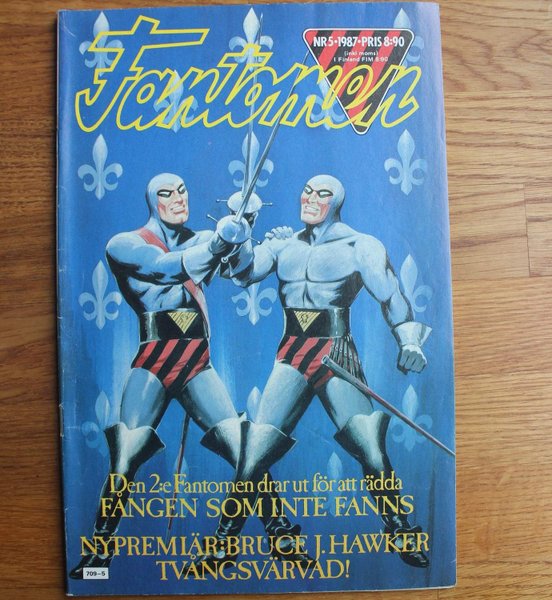 Fantomen
NR 5·1987·PRIS 8:90
(inkl moms)
I Finland FIM 8:90
Den 2:e Fantomen drar ut för att rädda
FÅNGEN SOM INTE FANNS
NYPREMIÄR: BRUCE J. HAWKER
TVÅNGSVÄRVAD!
709-5